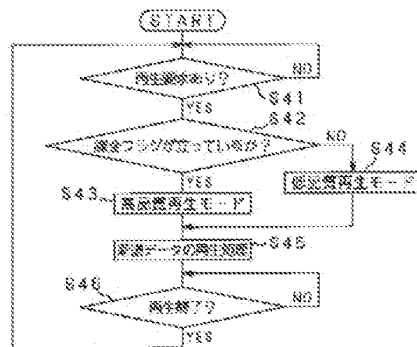 START
再生要求あり?
NO
S41
YES
S42
課金フラグが立っているか?
NO
S44
S43
YES
高品質再生モード
低品質再生モード
S45
楽譜データの再生処理
S46
再生終了?
NO
YES